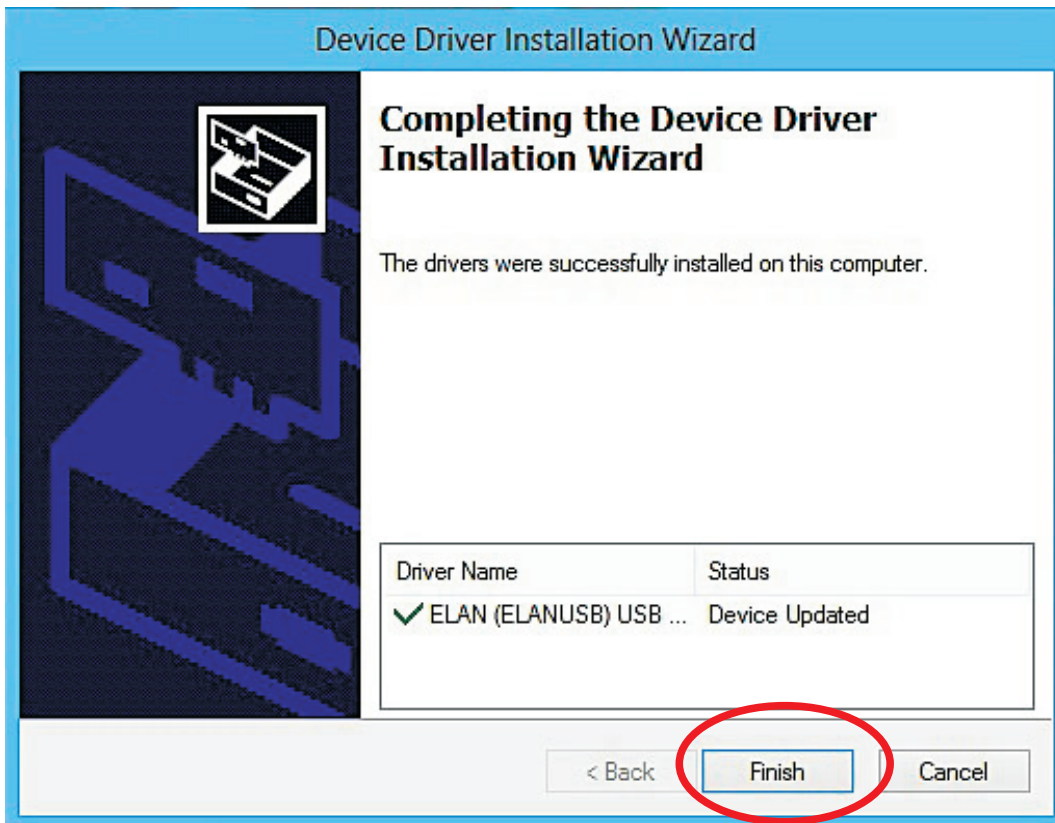 Device Driver Installation Wizard
Completing the Device Driver
Installation Wizard
The drivers were successfully installed on this computer.
Driver Name Status
ELAN (ELANUSB) USB ... Device Updated
< Back Finish Cancel